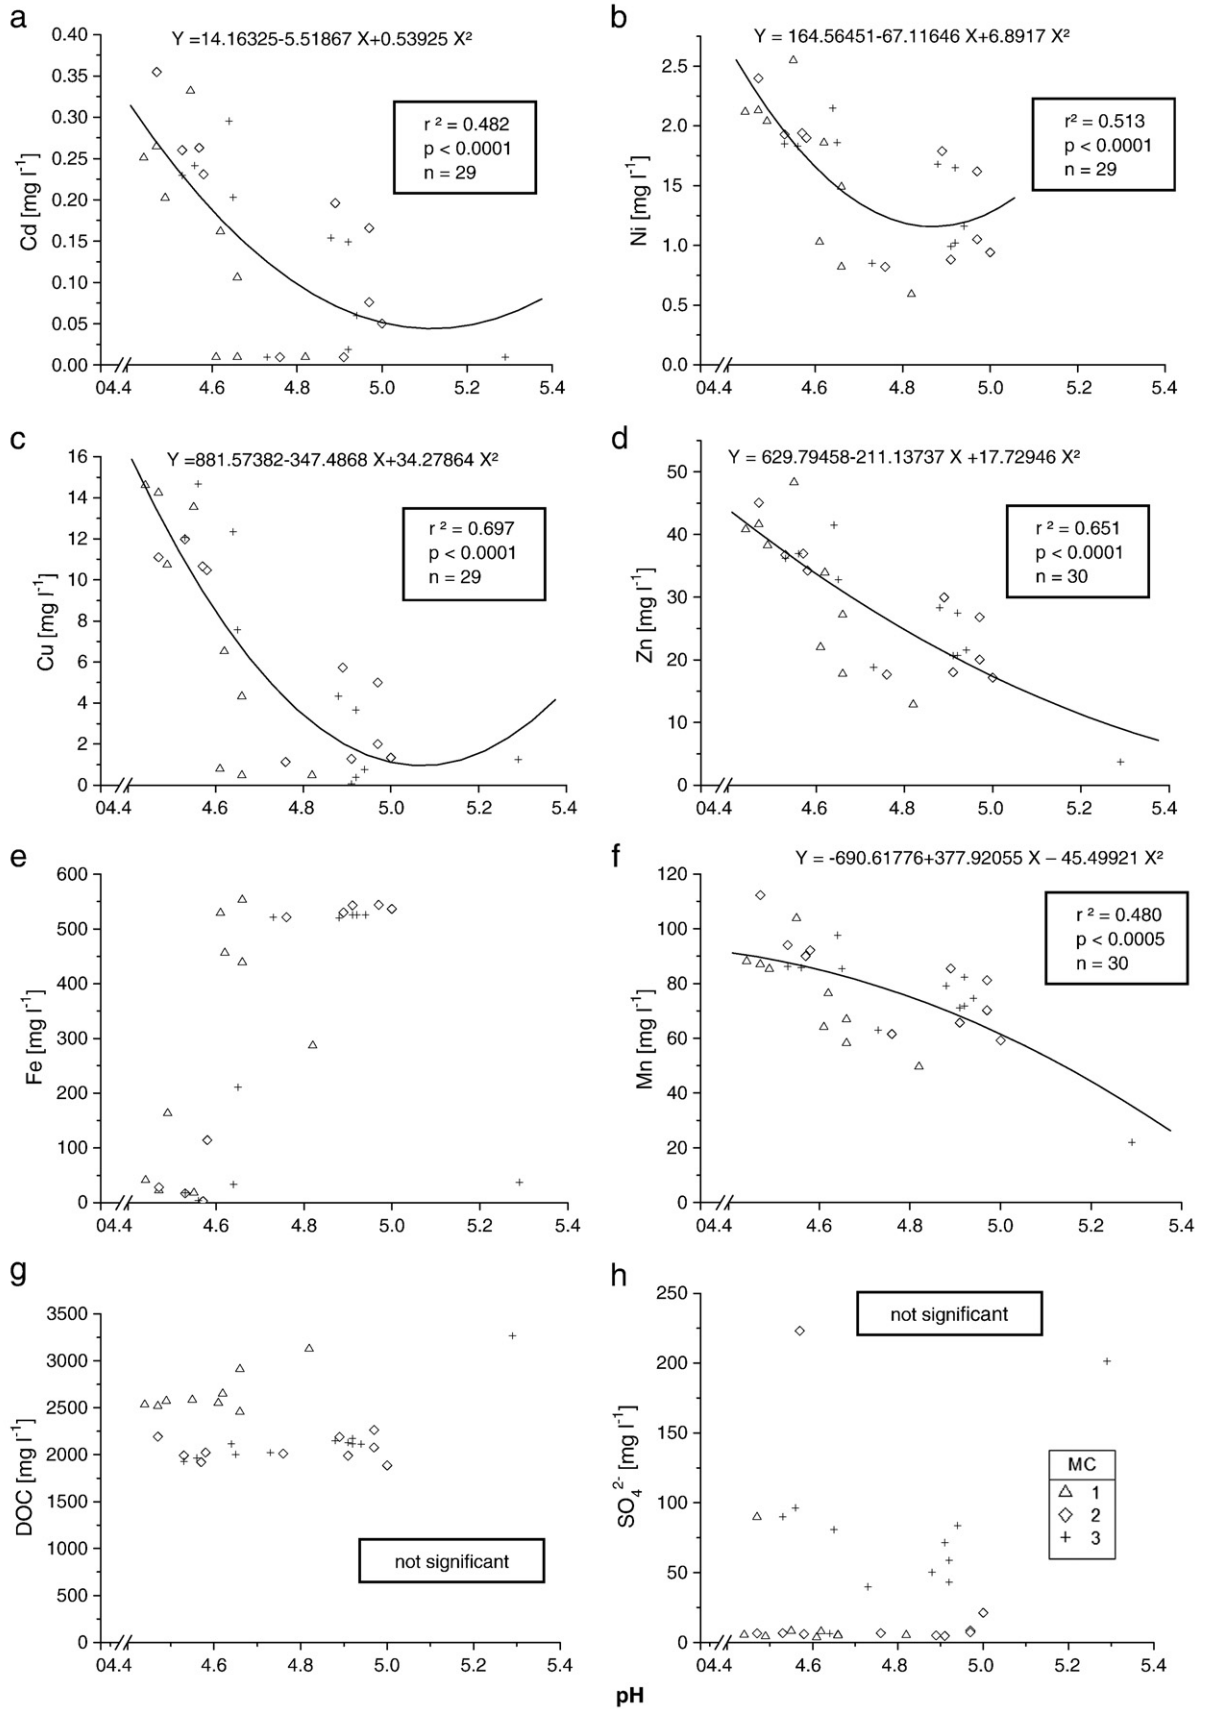 a
Y =14.16325-5.51867 X+0.53925 X²
0.40
0.35
0.30
0.25
0.20
0.15
0.10
0.05
0.00
Cd [mg l⁻¹]
r ² = 0.482
p < 0.0001
n = 29
04.4 4.6 4.8 5.0 5.2 5.4
b
Y = 164.56451-67.11646 X+6.8917 X²
2.5
2.0
1.5
1.0
0.5
0.0
Ni [mg l⁻¹]
r² = 0.513
p < 0.0001
n = 29
04.4 4.6 4.8 5.0 5.2 5.4
c
Y =881.57382-347.4868 X+34.27864 X²
16
14
12
10
8
6
4
2
0
Cu [mg l⁻¹]
r ² = 0.697
p < 0.0001
n = 29
04.4 4.6 4.8 5.0 5.2 5.4
d
Y = 629.79458-211.13737 X +17.72946 X²
50
40
30
20
10
0
Zn [mg l⁻¹]
r ² = 0.651
p < 0.0001
n = 30
04.4 4.6 4.8 5.0 5.2 5.4
e
600
500
400
300
200
100
0
Fe [mg l⁻¹]
04.4 4.6 4.8 5.0 5.2 5.4
f
Y = -690.61776+377.92055 X – 45.49921 X²
120
100
80
60
40
20
0
Mn [mg l⁻¹]
r ² = 0.480
p < 0.0005
n = 30
04.4 4.6 4.8 5.0 5.2 5.4
g
3500
3000
2500
2000
1500
1000
500
0
DOC [mg l⁻¹]
not significant
04.4 4.6 4.8 5.0 5.2 5.4
h
250
200
150
100
50
0
SO₄²⁻ [mg l⁻¹]
not significant
MC
1
2
3
04.4 4.6 4.8 5.0 5.2 5.4
pH